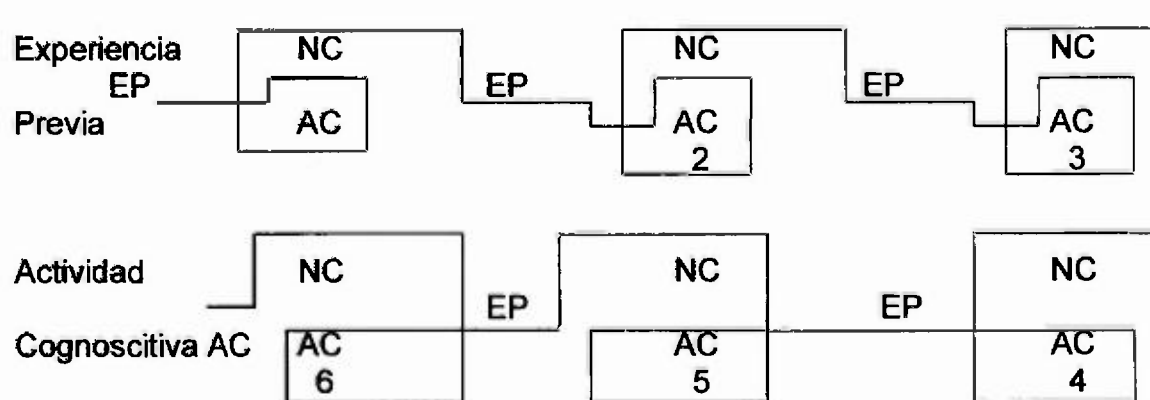 Experiencia NC NC NC
EP EP EP
Previa AC AC AC
2 3
Actividad NC NC NC
EP EP
Cognoscitiva AC AC AC AC
6 5 4